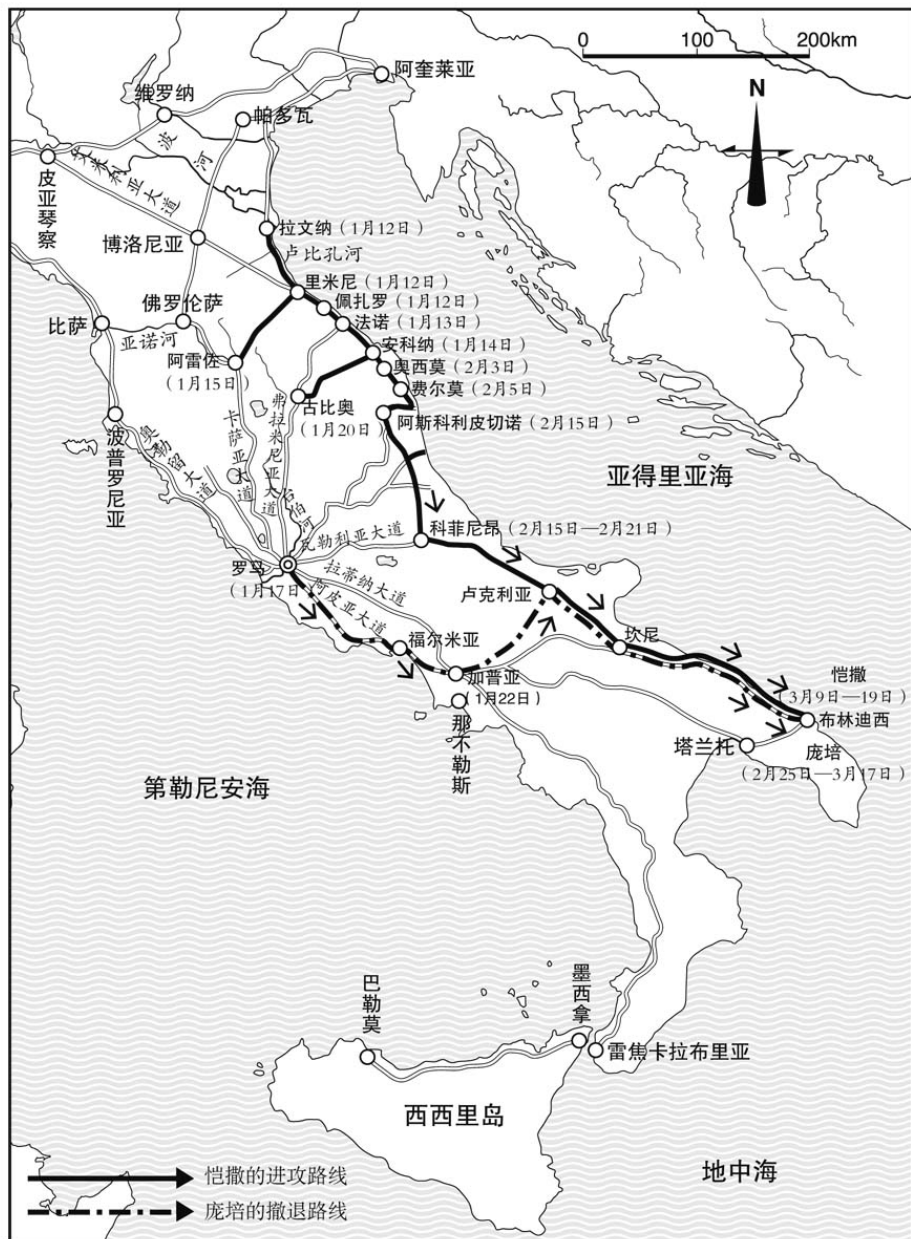 0 100 200km
N
阿奎莱亚
维罗纳
帕多瓦
波河
皮亚琴察
艾米利亚大道
拉文纳（1月12日）
博洛尼亚
卢比孔河
里米尼（1月12日）
佩扎罗（1月12日）
佛罗伦萨
法诺（1月13日）
比萨
亚诺河
安科纳（1月14日）
阿雷佐
（1月15日）
奥西莫（2月3日）
费尔莫（2月5日）
古比奥
（1月20日）
阿斯科利皮切诺（2月15日）
波普罗尼亚
奥勒留大道
卡萨亚大道
弗拉米尼亚大道
台伯河
亚得里亚海
科菲尼昂（2月15日—2月21日）
瓦勒利亚大道
罗马
（1月17日）
拉蒂纳大道
阿皮亚大道
卢克利亚
福尔米亚
坎尼
加普亚
（1月22日）
恺撒
（3月9日—19日）
布林迪西
那不勒斯
塔兰托
庞培
（2月25日—3月17日）
第勒尼安海
巴勒莫
墨西拿
雷焦卡拉布里亚
西西里岛
地中海
恺撒的进攻路线
庞培的撤退路线